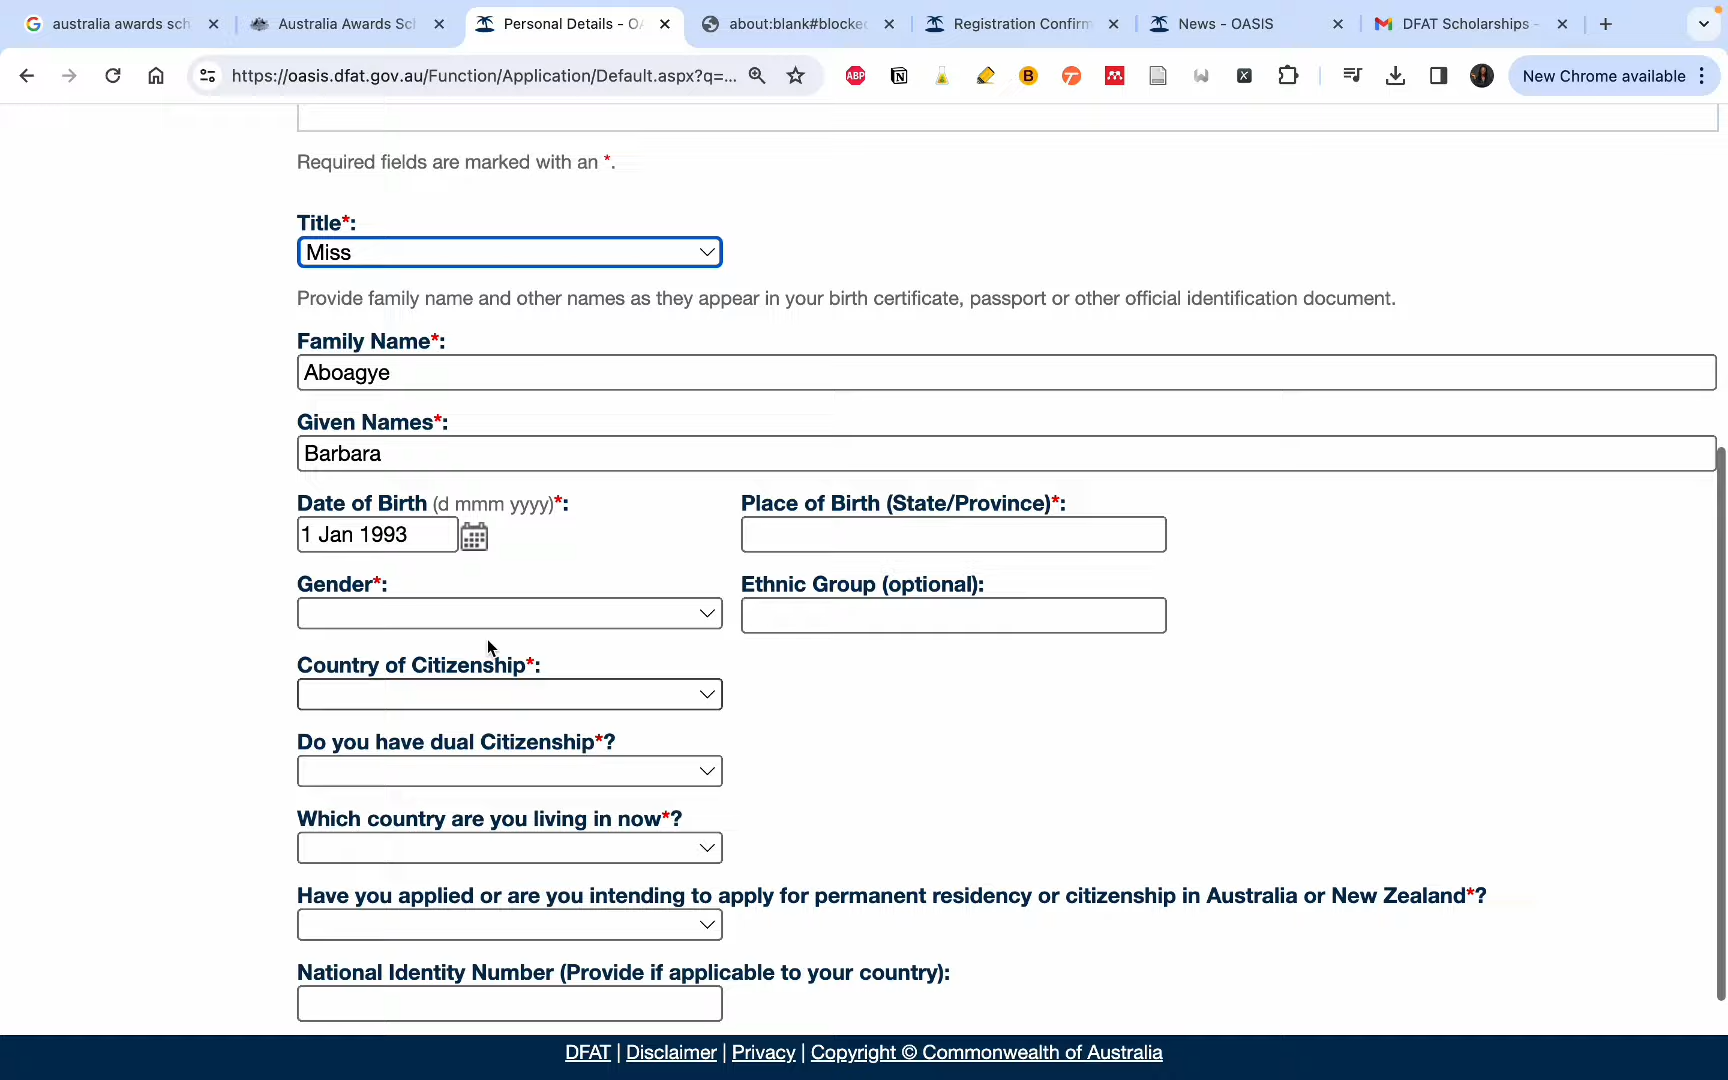 australia awards sch
Australia Awards Sch
Personal Details - OA
about:blank#blocked
Registration Confirm
News - OASIS
DFAT Scholarships -
https://oasis.dfat.gov.au/Function/Application/Default.aspx?q=...
ABP
B
New Chrome available
Required fields are marked with an *.
Title*:
Miss
Provide family name and other names as they appear in your birth certificate, passport or other official identification document.
Family Name*:
Aboagye
Given Names*:
Barbara
Date of Birth (d mmm yyyy)*:
1 Jan 1993
Place of Birth (State/Province)*:
Gender*:
Ethnic Group (optional):
Country of Citizenship*:
Do you have dual Citizenship*?
Which country are you living in now*?
Have you applied or are you intending to apply for permanent residency or citizenship in Australia or New Zealand*?
National Identity Number (Provide if applicable to your country):
DFAT | Disclaimer | Privacy | Copyright © Commonwealth of Australia